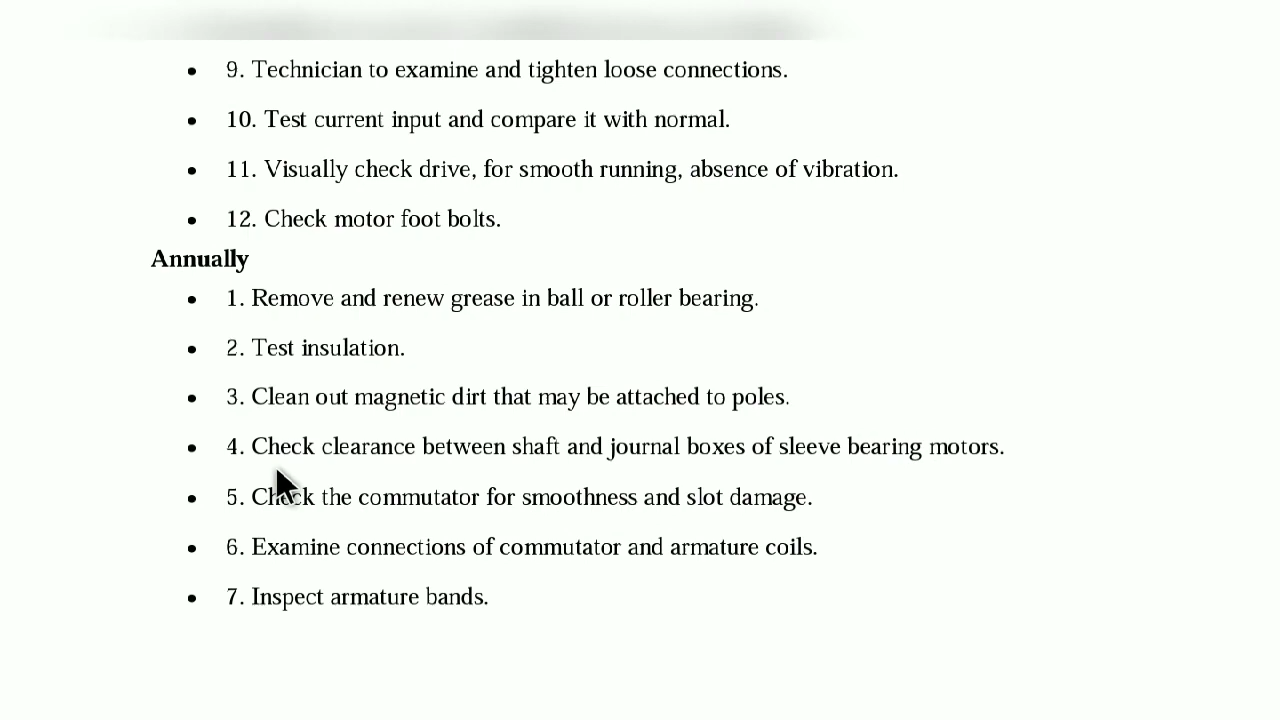 • 9. Technician to examine and tighten loose connections.
• 10. Test current input and compare it with normal.
• 11. Visually check drive, for smooth running, absence of vibration.
• 12. Check motor foot bolts.
Annually
• 1. Remove and renew grease in ball or roller bearing.
• 2. Test insulation.
• 3. Clean out magnetic dirt that may be attached to poles.
• 4. Check clearance between shaft and journal boxes of sleeve bearing motors.
• 5. Check the commutator for smoothness and slot damage.
• 6. Examine connections of commutator and armature coils.
• 7. Inspect armature bands.